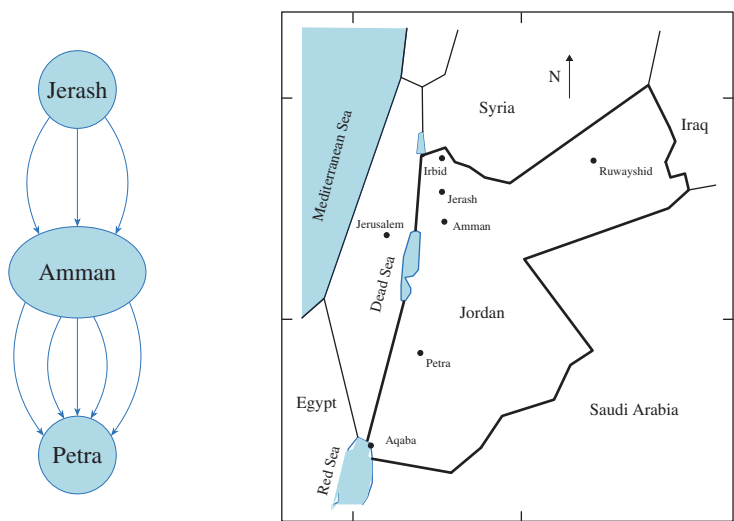 Jerash
Amman
Petra
Mediterranean Sea
Syria
N
Iraq
Irbid
Ruwayshid
Jerash
Jerusalem
Amman
Dead Sea
Jordan
Petra
Egypt
Saudi Arabia
Aqaba
Red Sea